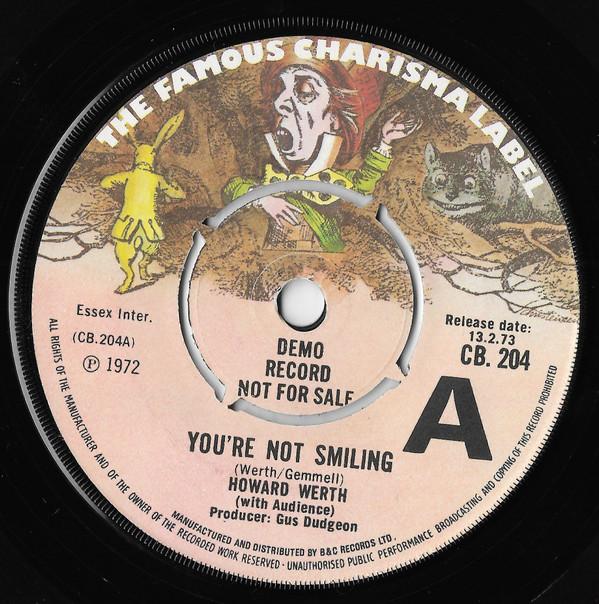 THE FAMOUS CHARISMA LABEL
Essex Inter.
(CB.204A)
Ⓟ 1972
DEMO
RECORD
NOT FOR SALE
Release date:
13.2.73
CB. 204
A
YOU'RE NOT SMILING
(Werth/Gemmell)
HOWARD WERTH
(with Audience)
Producer: Gus Dudgeon
MANUFACTURED AND DISTRIBUTED BY B&C RECORDS LTD.
ALL RIGHTS OF THE MANUFACTURER AND OF THE OWNER OF THE RECORDED WORK RESERVED - UNAUTHORISED PUBLIC PERFORMANCE BROADCASTING AND COPYING OF THIS RECORD PROHIBITED